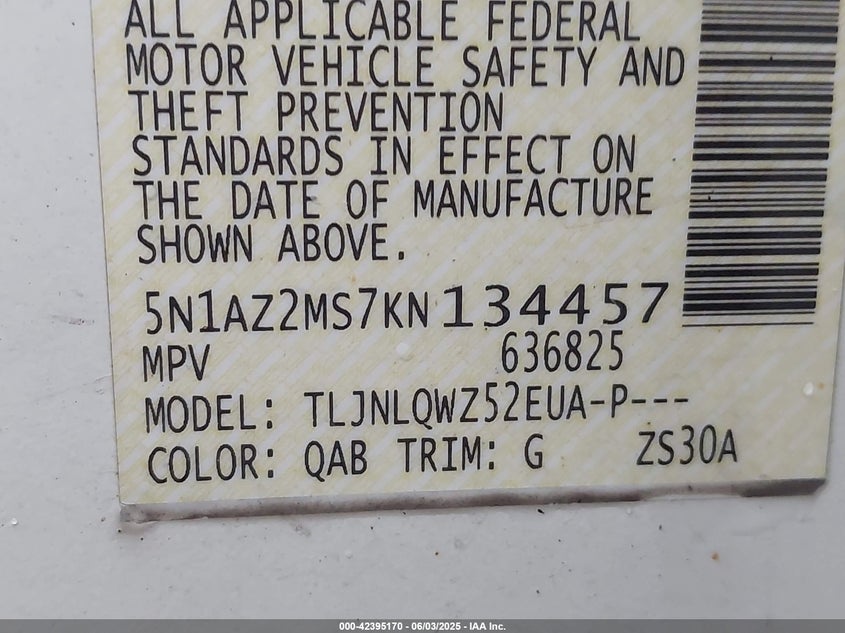 ALL APPLICABLE FEDERAL
MOTOR VEHICLE SAFETY AND
THEFT PREVENTION
STANDARDS IN EFFECT ON
THE DATE OF MANUFACTURE
SHOWN ABOVE.
5N1AZ2MS7KN134457
MPV 636825
MODEL: TLJNLQWZ52EUA-P---
COLOR: QAB TRIM: G ZS30A
000-42395170 - 06/03/2025 - IAA Inc.